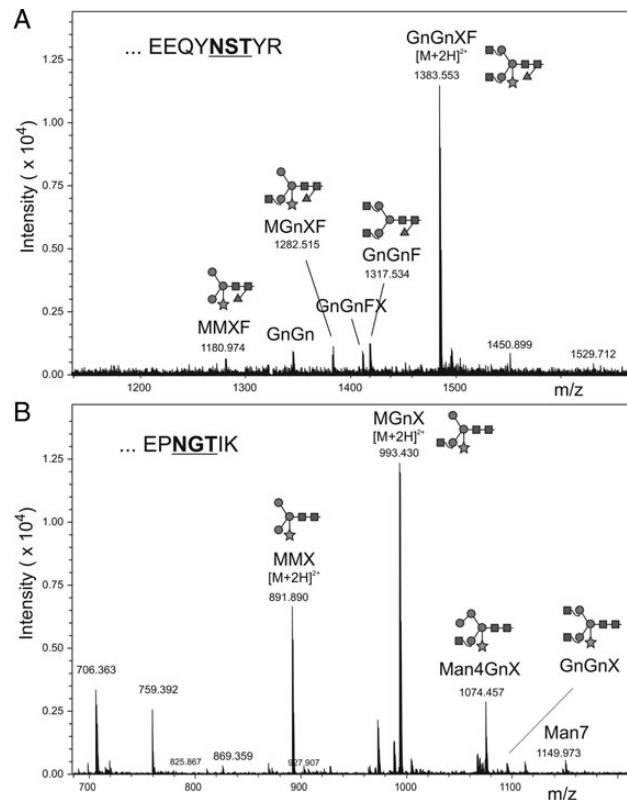 A
... EEQYNSTYR
GnGnXF
[M+2H]2+
1383.553
MGnXF
1282.515
GnGnF
1317.534
MMXF
1180.974
GnGn
GnGnFX
1450.899
1529.712
Intensity ( x 10⁴)
1.25
1.00
0.75
0.50
0.25
0.00
1200
1300
1400
1500
m/z
B
... EPNGTIK
MGnX
[M+2H]2+
993.430
MMX
[M+2H]2+
891.890
Man4GnX
1074.457
GnGnX
Man7
1149.973
706.363
759.392
825.867
869.359
927.907
Intensity ( x 10⁴)
1.25
1.00
0.75
0.50
0.25
0.00
700
800
900
1000
1100
m/z